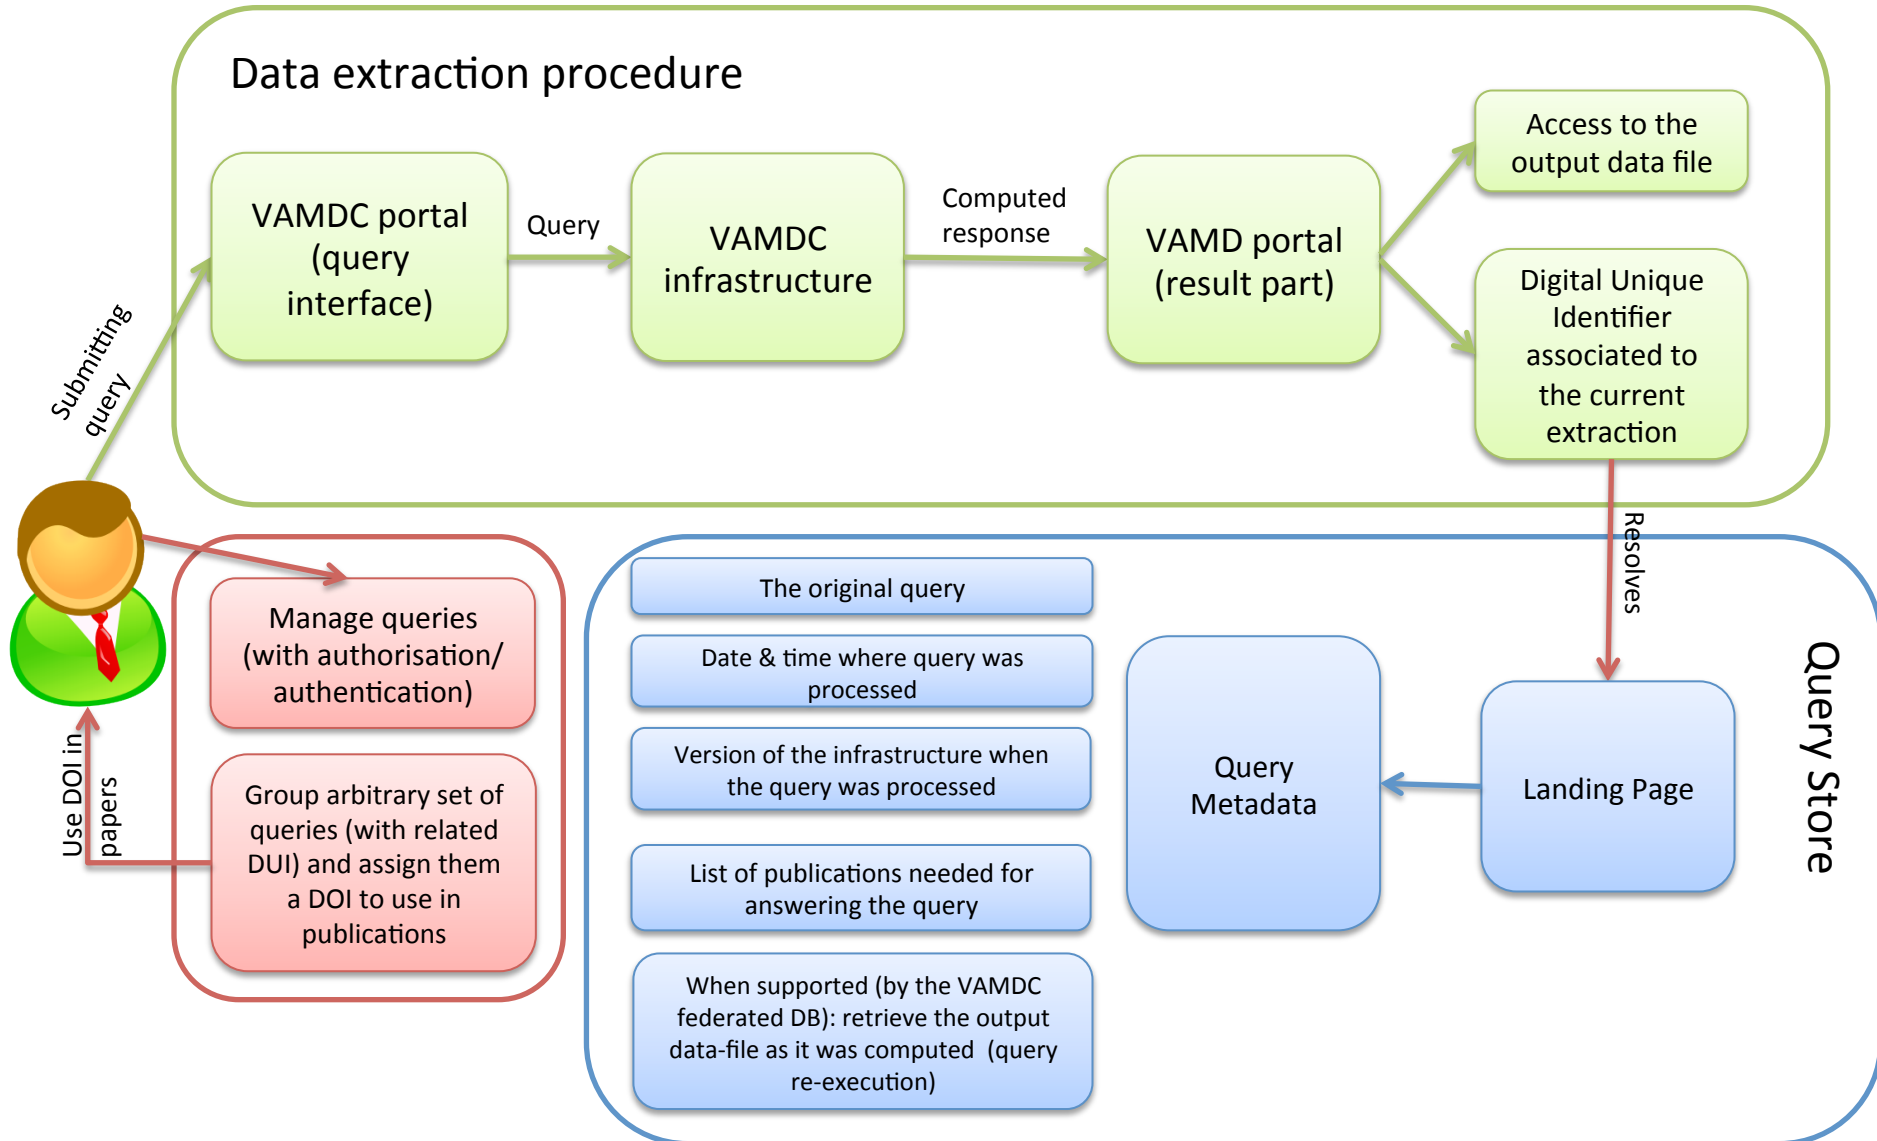 Data extraction procedure
Submitting
query
VAMDC portal
(query
interface)
Query
VAMDC
infrastructure
Computed
response
VAMD portal
(result part)
Access to the
output data file
Digital Unique
Identifier
associated to
the current
extraction
Resolves
Manage queries
(with authorisation/
authentication)
Group arbitrary set of
queries (with related
DUI) and assign them
a DOI to use in
publications
Use DOI in
papers
The original query
Date & time where query was
processed
Version of the infrastructure when
the query was processed
List of publications needed for
answering the query
When supported (by the VAMDC
federated DB): retrieve the output
data-file as it was computed (query
re-execution)
Query
Metadata
Landing Page
Query Store